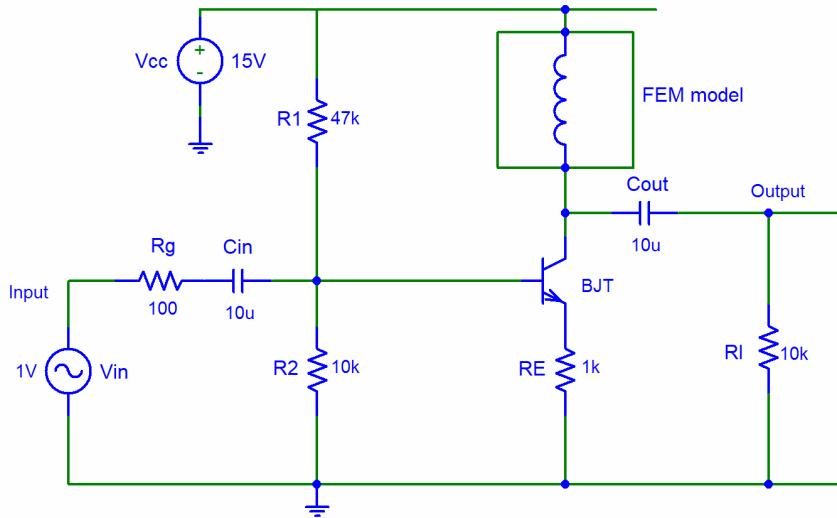 Vcc
+
-
15V
R1
47k
FEM model
Cout
10u
Output
Rg
100
Cin
10u
Input
1V
Vin
R2
10k
BJT
RE
1k
Rl
10k